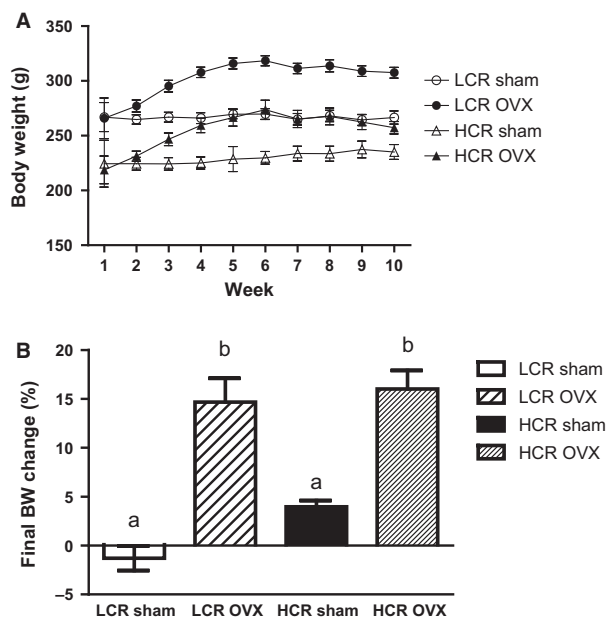 A
Body weight (g)
350
300
250
200
150
1 2 3 4 5 6 7 8 9 10
Week
LCR sham
LCR OVX
HCR sham
HCR OVX
B
Final BW change (%)
20
15
10
5
0
–5
a
b
a
b
LCR sham LCR OVX HCR sham HCR OVX
LCR sham
LCR OVX
HCR sham
HCR OVX